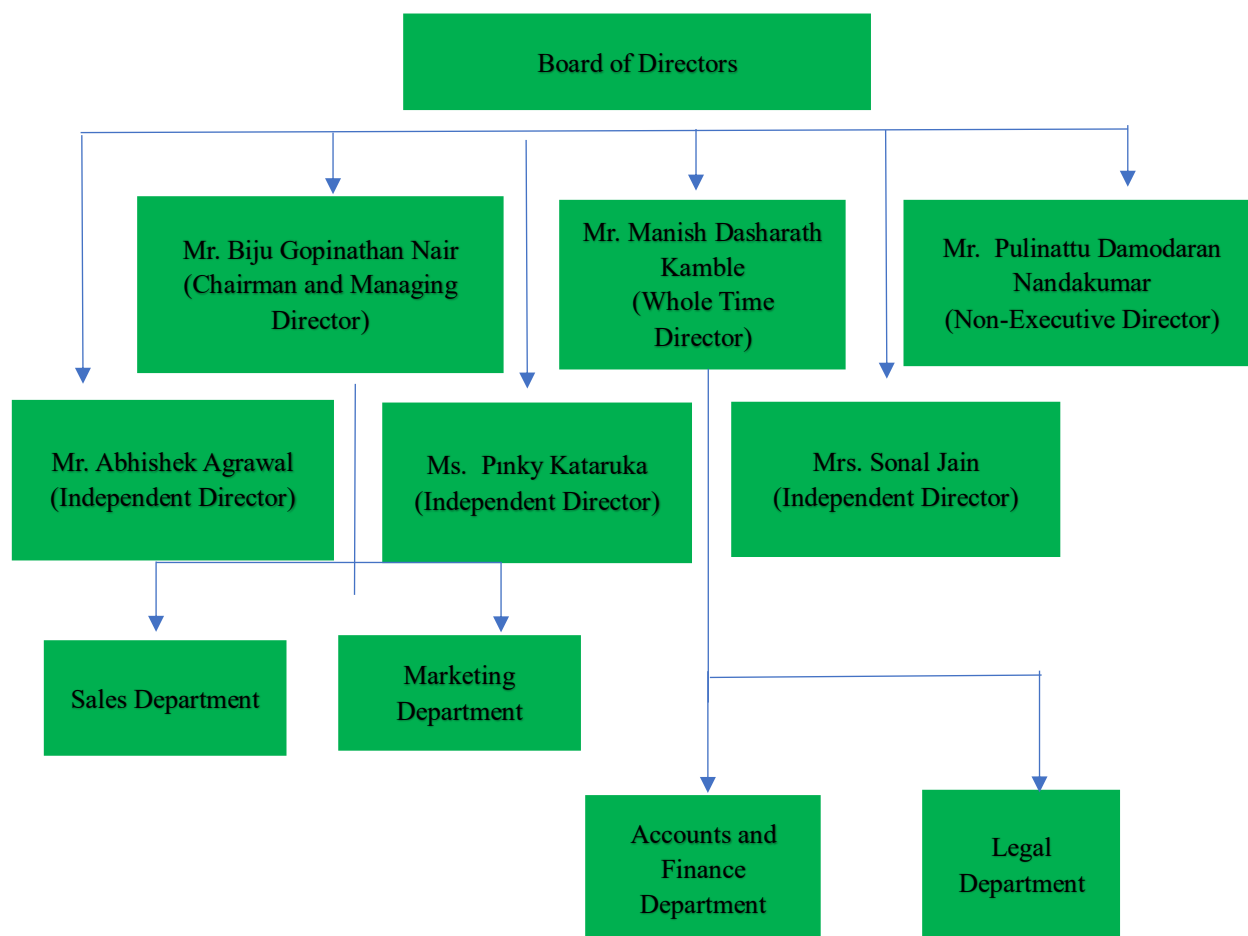 Board of Directors
Mr. Biju Gopinathan Nair
(Chairman and Managing
Director)
Mr. Manish Dasharath
Kamble
(Whole Time
Director)
Mr. Pulinattu Damodaran
Nandakumar
(Non-Executive Director)
Mr. Abhishek Agrawal
(Independent Director)
Ms. Pınky Kataruka
(Independent Director)
Mrs. Sonal Jain
(Independent Director)
Sales Department
Marketing
Department
Accounts and
Finance
Department
Legal
Department